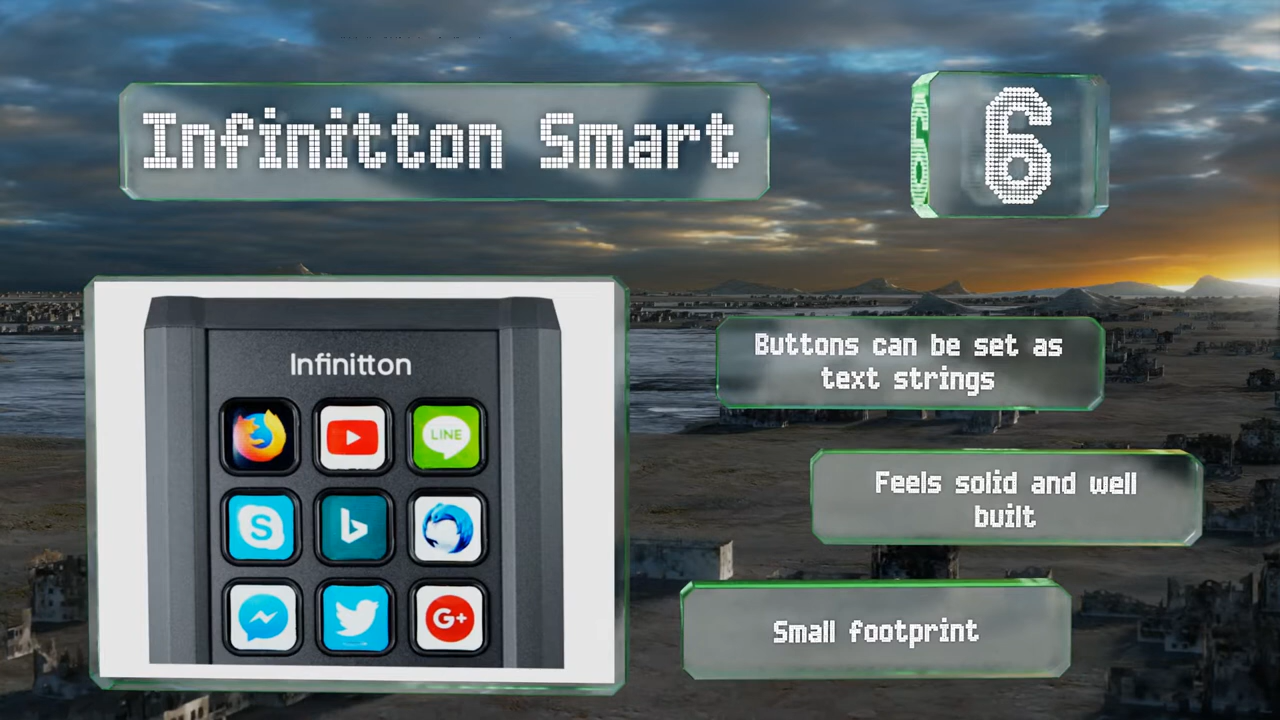 Infinitton Smart
6
Infinitton
LINE
G+
Buttons can be set as
text strings
Feels solid and well
built
Small footprint